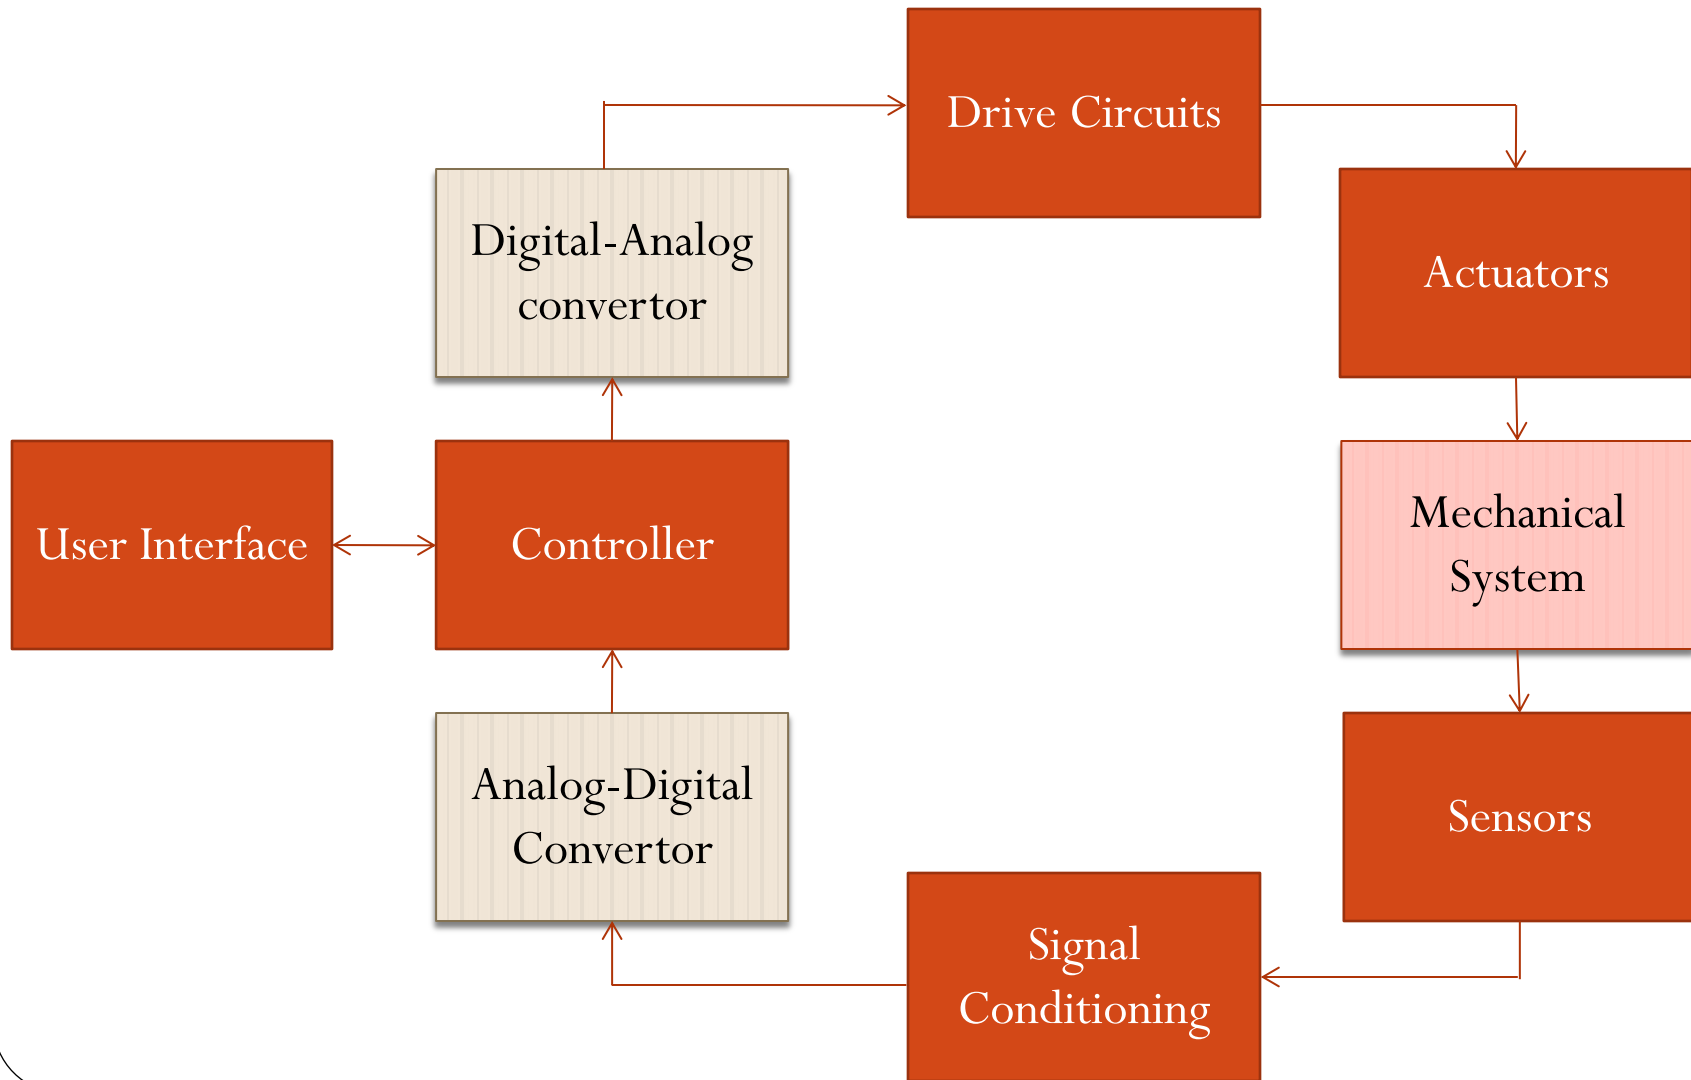 Drive Circuits
Digital-Analog
convertor
Actuators
User Interface
Controller
Mechanical
System
Analog-Digital
Convertor
Sensors
Signal
Conditioning